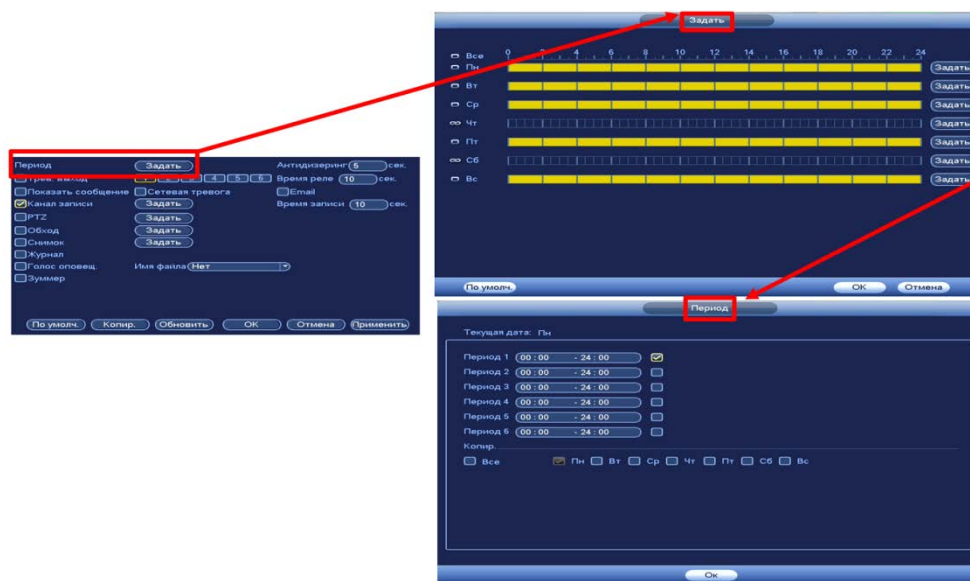 Задать
Все 0 2 4 6 8 10 12 14 16 18 20 22 24
Пн Задать
Вт Задать
Ср Задать
Чт Задать
Пт Задать
Сб Задать
Вс Задать
По умолч. ОК Отмена
Период Задать Антидизеринг 5 сек.
Трев. выход 1 2 3 4 5 6 Время реле 10 сек.
Показать сообщение Сетевая тревога Email
Канал записи Задать Время записи 10 сек.
PTZ Задать
Обход Задать
Снимок Задать
Журнал
Голос оповещ. Имя файла Нет
Зуммер
По умолч. Копир. Обновить ОК Отмена Применить
Период
Текущая дата: Пн
Период 1 00 : 00 - 24 : 00
Период 2 00 : 00 - 24 : 00
Период 3 00 : 00 - 24 : 00
Период 4 00 : 00 - 24 : 00
Период 5 00 : 00 - 24 : 00
Период 6 00 : 00 - 24 : 00
Копир.
Все Пн Вт Ср Чт Пт Сб Вс
Ок